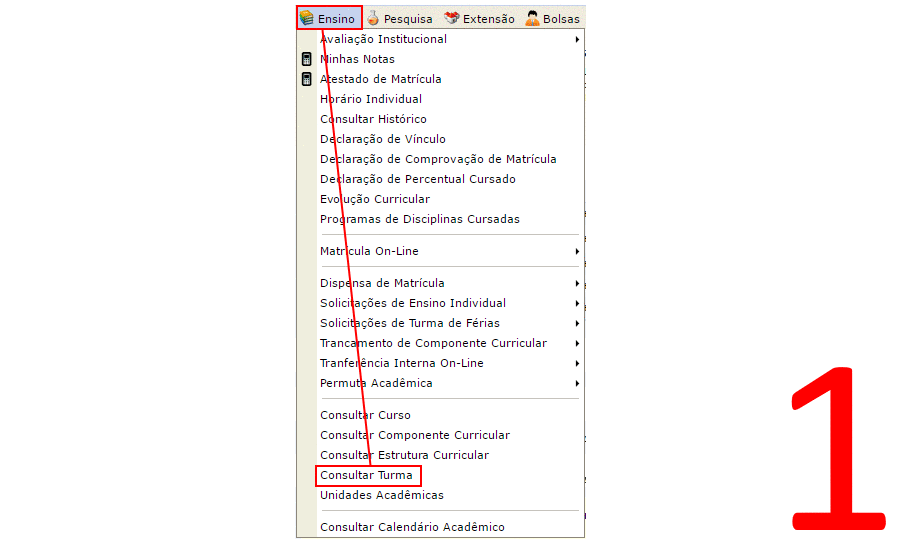 Ensino Pesquisa Extensão Bolsas
Avaliação Institucional
Minhas Notas
Atestado de Matrícula
Horário Individual
Consultar Histórico
Declaração de Vínculo
Declaração de Comprovação de Matrícula
Declaração de Percentual Cursado
Evolução Curricular
Programas de Disciplinas Cursadas
Matrícula On-Line
Dispensa de Matrícula
Solicitações de Ensino Individual
Solicitações de Turma de Férias
Trancamento de Componente Curricular
Tranferência Interna On-Line
Permuta Acadêmica
Consultar Curso
Consultar Componente Curricular
Consultar Estrutura Curricular
Consultar Turma
Unidades Acadêmicas
Consultar Calendário Acadêmico
1